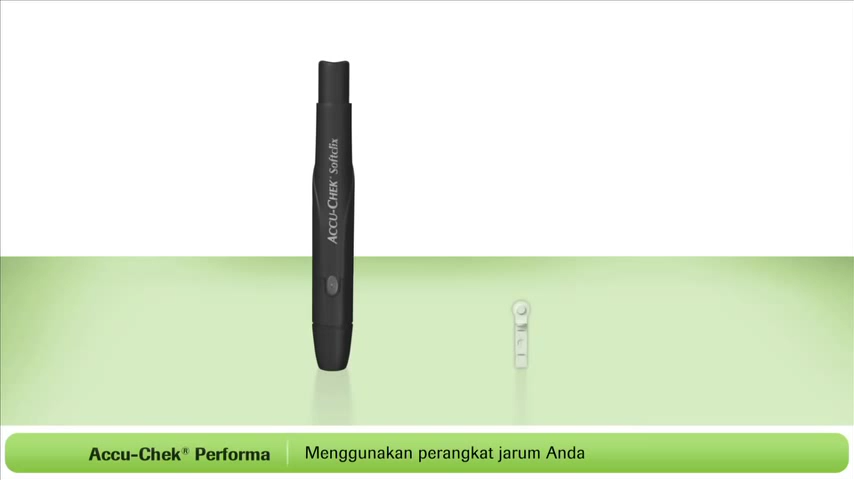 ACCU-CHEK® Softclix
Accu-Chek® Performa
Menggunakan perangkat jarum Anda